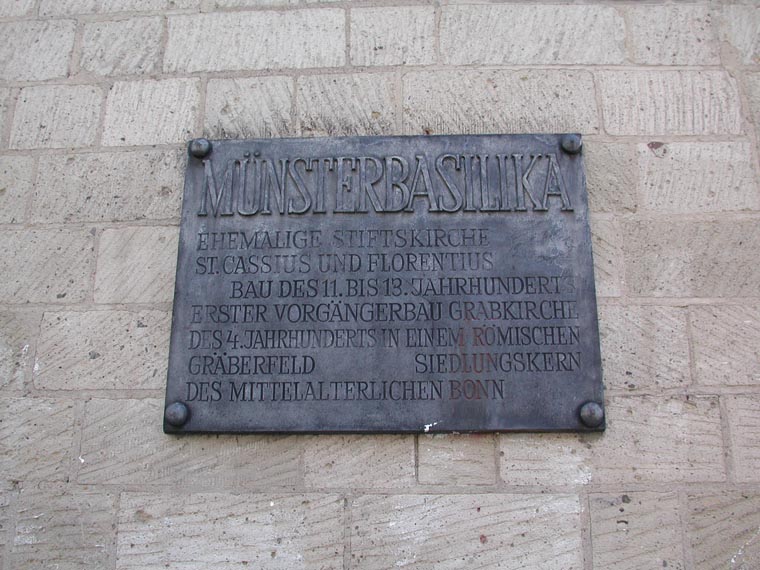 MÜNSTERBASILIKA
EHEMALIGE STIFTSKIRCHE
ST. CASSIUS UND FLORENTIUS
BAU DES 11. BIS 13. JAHRHUNDERTS
ERSTER VORGÄNGERBAU GRABKIRCHE
DES 4. JAHRHUNDERTS IN EINEM RÖMISCHEN
GRÄBERFELD SIEDLUNGSKERN
DES MITTELALTERLICHEN BONN